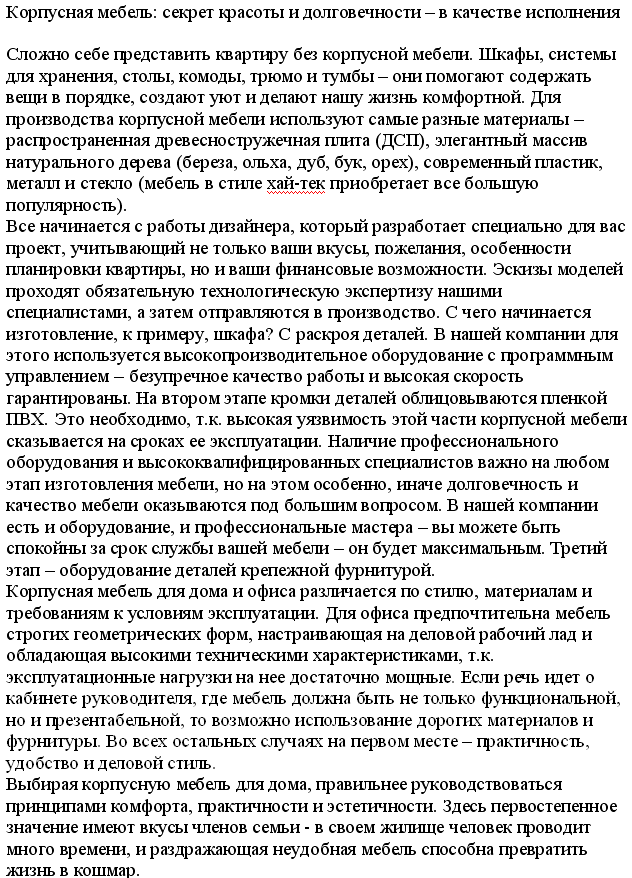 Корпусная мебель: секрет красоты и долговечности – в качестве исполнения
Сложно себе представить квартиру без корпусной мебели. Шкафы, системы
для хранения, столы, комоды, трюмо и тумбы – они помогают содержать
вещи в порядке, создают уют и делают нашу жизнь комфортной. Для
производства корпусной мебели используют самые разные материалы –
распространенная древесностружечная плита (ДСП), элегантный массив
натурального дерева (береза, ольха, дуб, бук, орех), современный пластик,
металл и стекло (мебель в стиле хай-тек приобретает все большую
популярность).
Все начинается с работы дизайнера, который разработает специально для вас
проект, учитывающий не только ваши вкусы, пожелания, особенности
планировки квартиры, но и ваши финансовые возможности. Эскизы моделей
проходят обязательную технологическую экспертизу нашими
специалистами, а затем отправляются в производство. С чего начинается
изготовление, к примеру, шкафа? С раскроя деталей. В нашей компании для
этого используется высокопроизводительное оборудование с программным
управлением – безупречное качество работы и высокая скорость
гарантированы. На втором этапе кромки деталей облицовываются пленкой
ПВХ. Это необходимо, т.к. высокая уязвимость этой части корпусной мебели
сказывается на сроках ее эксплуатации. Наличие профессионального
оборудования и высококвалифицированных специалистов важно на любом
этап изготовления мебели, но на этом особенно, иначе долговечность и
качество мебели оказываются под большим вопросом. В нашей компании
есть и оборудование, и профессиональные мастера – вы можете быть
спокойны за срок службы вашей мебели – он будет максимальным. Третий
этап – оборудование деталей крепежной фурнитурой.
Корпусная мебель для дома и офиса различается по стилю, материалам и
требованиям к условиям эксплуатации. Для офиса предпочтительна мебель
строгих геометрических форм, настраивающая на деловой рабочий лад и
обладающая высокими техническими характеристиками, т.к.
эксплуатационные нагрузки на нее достаточно мощные. Если речь идет о
кабинете руководителя, где мебель должна быть не только функциональной,
но и презентабельной, то возможно использование дорогих материалов и
фурнитуры. Во всех остальных случаях на первом месте – практичность,
удобство и деловой стиль.
Выбирая корпусную мебель для дома, правильнее руководствоваться
принципами комфорта, практичности и эстетичности. Здесь первостепенное
значение имеют вкусы членов семьи - в своем жилище человек проводит
много времени, и раздражающая неудобная мебель способна превратить
жизнь в кошмар.